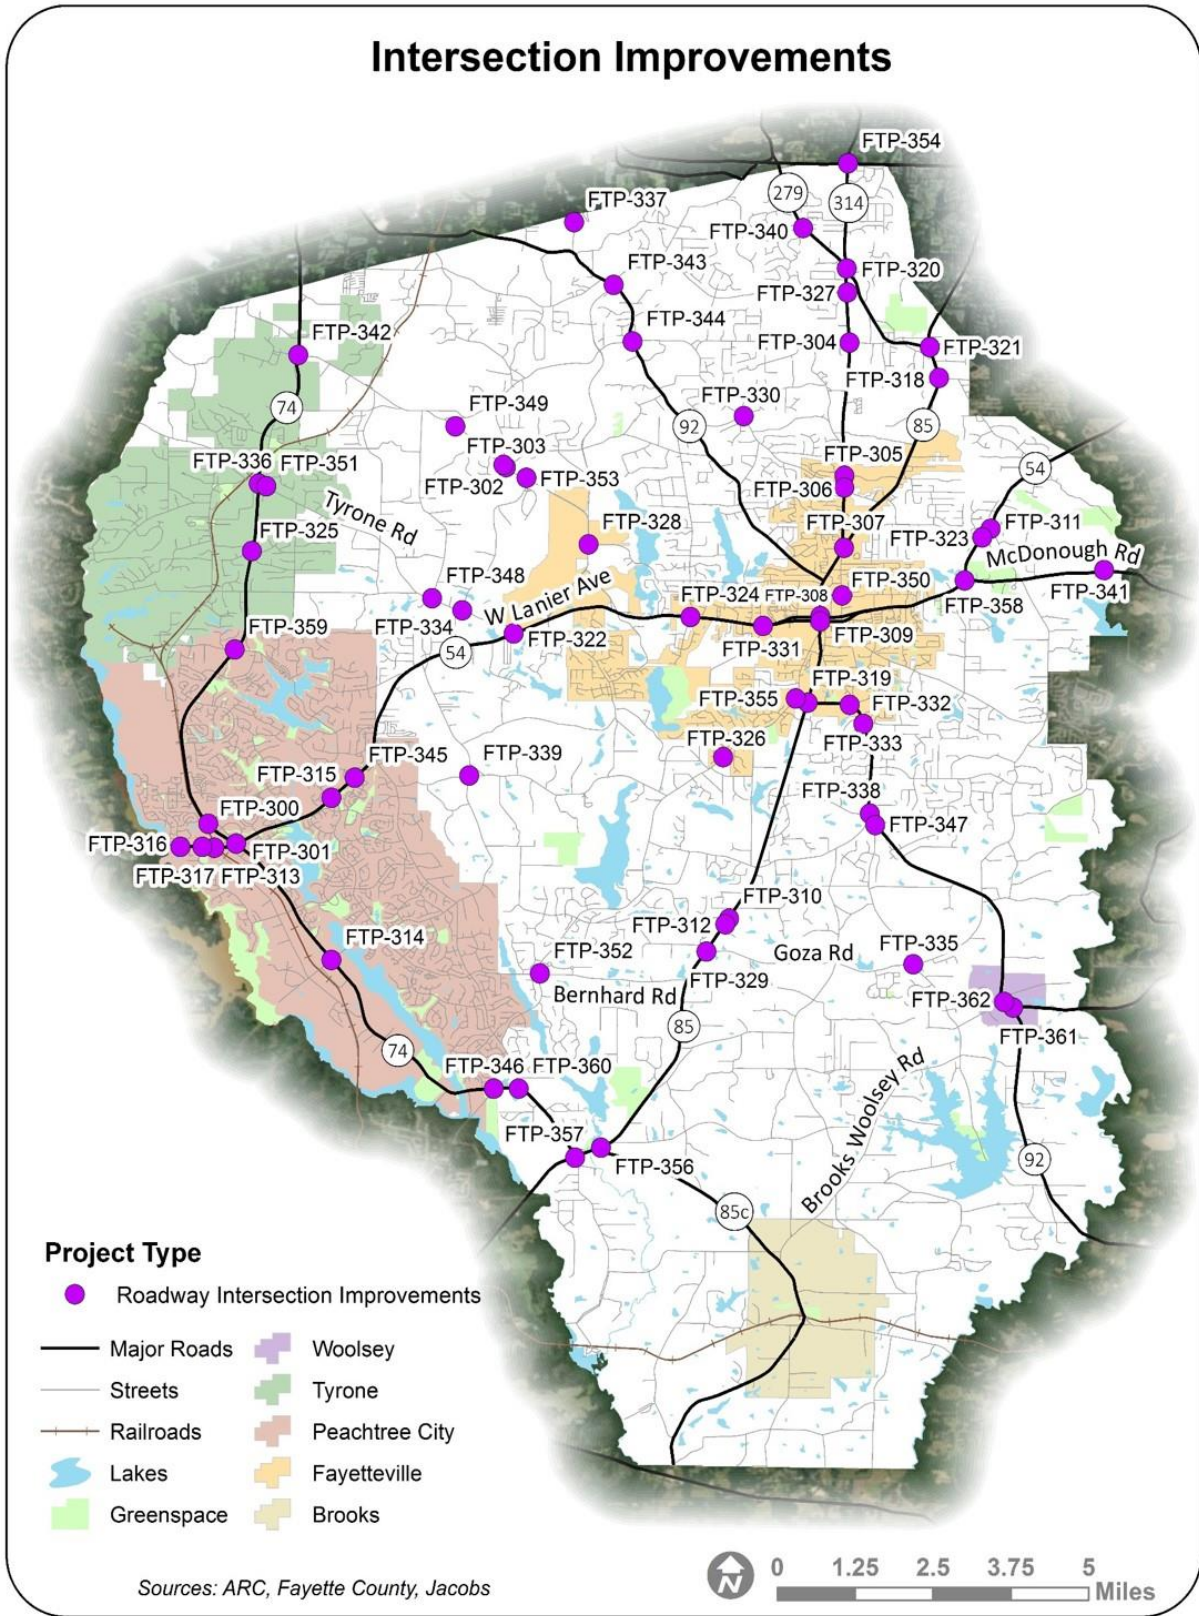 Intersection Improvements
FTP-354
279
314
FTP-337
FTP-340
FTP-343
FTP-320
FTP-327
FTP-344
FTP-342
FTP-304
FTP-321
FTP-318
FTP-330
74
FTP-349
92
85
FTP-303
FTP-305
54
FTP-336
FTP-351
FTP-302
FTP-353
FTP-306
Tyrone Rd
FTP-328
FTP-307
FTP-311
FTP-325
FTP-323
McDonough Rd
FTP-348
FTP-350
W Lanier Ave
FTP-324
FTP-308
FTP-358
FTP-341
FTP-334
FTP-359
FTP-322
54
FTP-331
FTP-309
FTP-319
FTP-355
FTP-332
FTP-326
FTP-333
FTP-345
FTP-339
FTP-315
FTP-338
FTP-300
FTP-347
FTP-316
FTP-301
FTP-317
FTP-313
FTP-310
FTP-312
FTP-314
FTP-335
Goza Rd
FTP-352
FTP-329
Bernhard Rd
FTP-362
85
FTP-361
74
FTP-346
FTP-360
Brooks Woolsey Rd
FTP-357
92
FTP-356
85c
Project Type
Roadway Intersection Improvements
Major Roads
Woolsey
Streets
Tyrone
Railroads
Peachtree City
Lakes
Fayetteville
Greenspace
Brooks
Sources: ARC, Fayette County, Jacobs
N
0 1.25 2.5 3.75 5
Miles